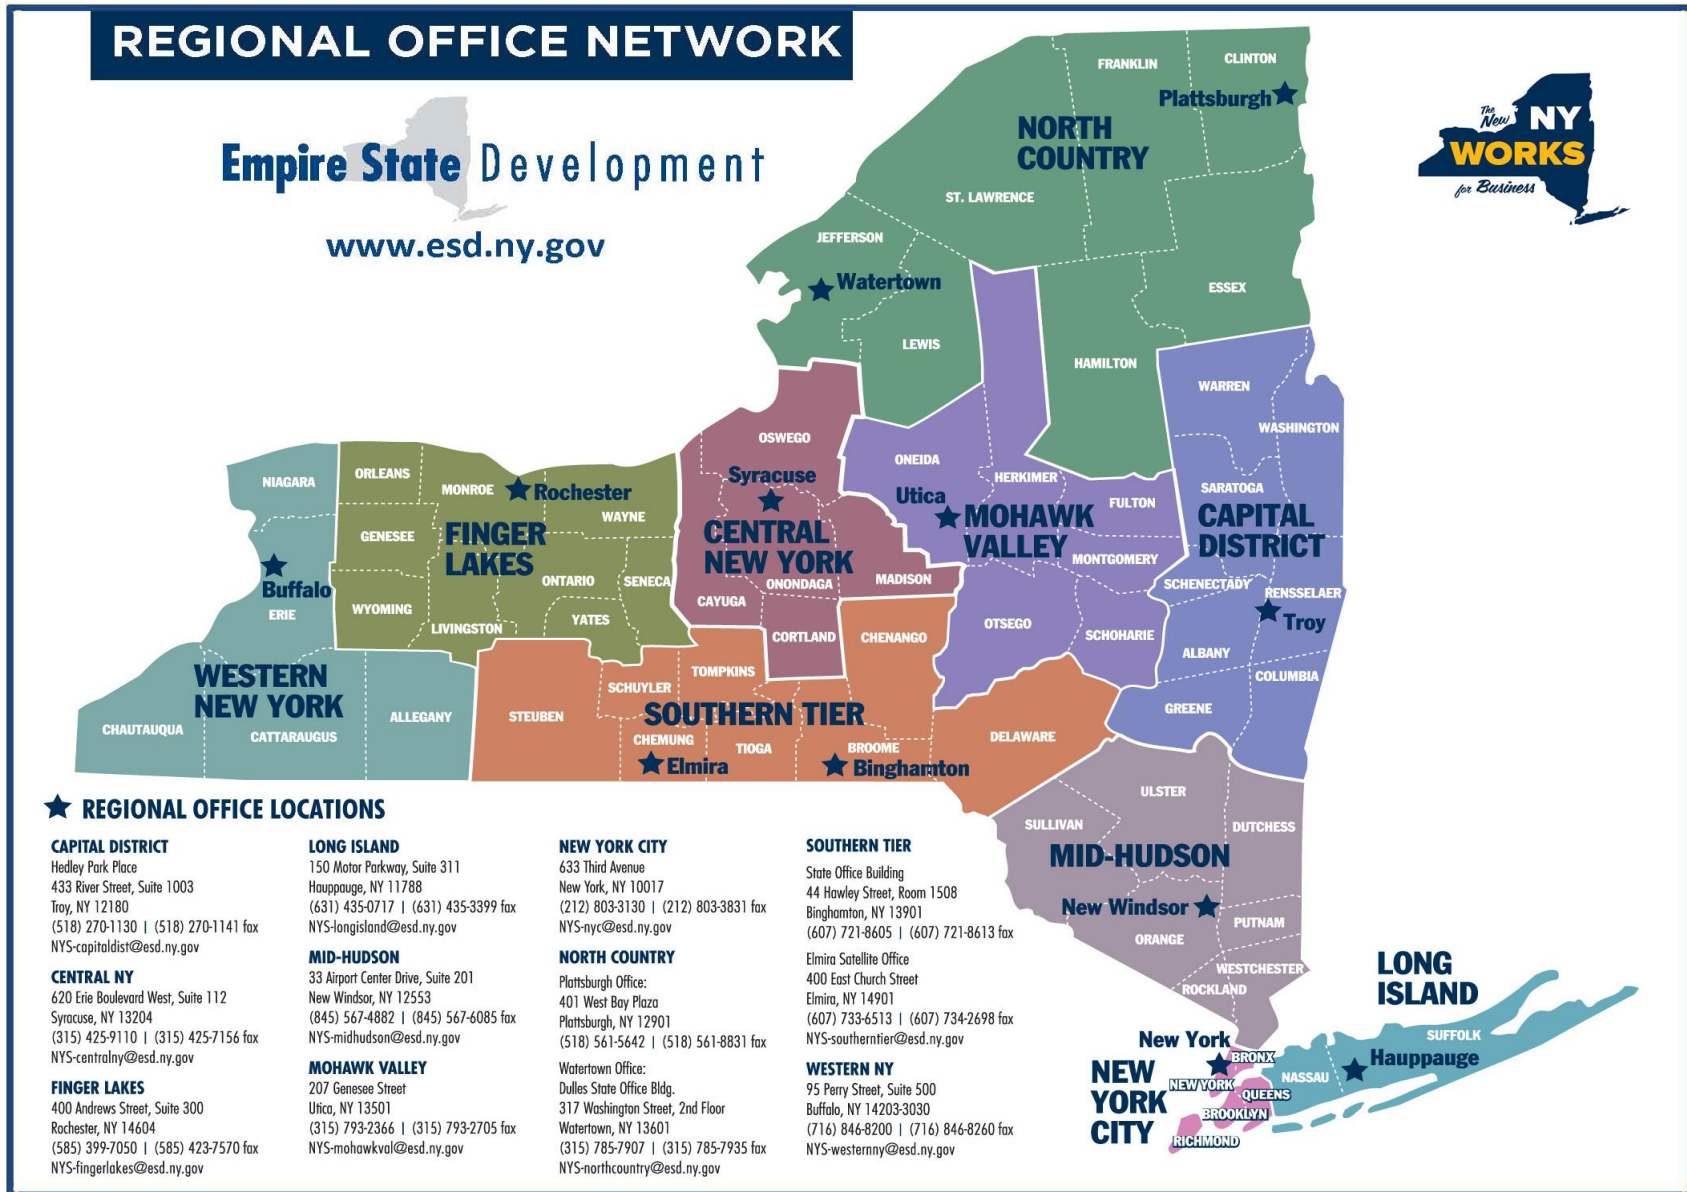 REGIONAL OFFICE NETWORK
Empire State Development
www.esd.ny.gov
The New NY
WORKS
for Business
FRANKLIN
CLINTON
Plattsburgh
NORTH
COUNTRY
ST. LAWRENCE
JEFFERSON
Watertown
ESSEX
LEWIS
HAMILTON
WARREN
WASHINGTON
OSWEGO
ONEIDA
HERKIMER
SARATOGA
FULTON
Syracuse
Utica
MOHAWK
VALLEY
CAPITAL
DISTRICT
MONTGOMERY
NIAGARA
ORLEANS
MONROE
Rochester
WAYNE
GENESEE
FINGER
LAKES
CENTRAL
NEW YORK
ONTARIO
SENECA
ONONDAGA
MADISON
CAYUGA
SCHENECTADY
RENSSELAER
Troy
Buffalo
ERIE
WYOMING
LIVINGSTON
YATES
CORTLAND
CHENANGO
OTSEGO
SCHOHARIE
ALBANY
COLUMBIA
GREENE
WESTERN
NEW YORK
TOMPKINS
SCHUYLER
CHAUTAUQUA
CATTARAUGUS
ALLEGANY
STEUBEN
SOUTHERN TIER
CHEMUNG
TIOGA
BROOME
DELAWARE
Elmira
Binghamton
ULSTER
SULLIVAN
DUTCHESS
MID-HUDSON
New Windsor
PUTNAM
ORANGE
WESTCHESTER
ROCKLAND
LONG
ISLAND
SUFFOLK
Hauppauge
NASSAU
New York
BRONX
NEW
YORK
CITY
NEW YORK
QUEENS
BROOKLYN
RICHMOND
REGIONAL OFFICE LOCATIONS
CAPITAL DISTRICT
Hedley Park Place
433 River Street, Suite 1003
Troy, NY 12180
(518) 270-1130 | (518) 270-1141 fax
NYS-capitaldist@esd.ny.gov
CENTRAL NY
620 Erie Boulevard West, Suite 112
Syracuse, NY 13204
(315) 425-9110 | (315) 425-7156 fax
NYS-centralny@esd.ny.gov
FINGER LAKES
400 Andrews Street, Suite 300
Rochester, NY 14604
(585) 399-7050 | (585) 423-7570 fax
NYS-fingerlakes@esd.ny.gov
LONG ISLAND
150 Motor Parkway, Suite 311
Hauppauge, NY 11788
(631) 435-0717 | (631) 435-3399 fax
NYS-longisland@esd.ny.gov
MID-HUDSON
33 Airport Center Drive, Suite 201
New Windsor, NY 12553
(845) 567-4882 | (845) 567-6085 fax
NYS-midhudson@esd.ny.gov
MOHAWK VALLEY
207 Genesee Street
Utica, NY 13501
(315) 793-2366 | (315) 793-2705 fax
NYS-mohawkval@esd.ny.gov
NEW YORK CITY
633 Third Avenue
New York, NY 10017
(212) 803-3130 | (212) 803-3831 fax
NYS-nyc@esd.ny.gov
NORTH COUNTRY
Plattsburgh Office:
401 West Bay Plaza
Plattsburgh, NY 12901
(518) 561-5642 | (518) 561-8831 fax
Watertown Office:
Dulles State Office Bldg.
317 Washington Street, 2nd Floor
Watertown, NY 13601
(315) 785-7907 | (315) 785-7935 fax
NYS-northcountry@esd.ny.gov
SOUTHERN TIER
State Office Building
44 Hawley Street, Room 1508
Binghamton, NY 13901
(607) 721-8605 | (607) 721-8613 fax
Elmira Satellite Office
400 East Church Street
Elmira, NY 14901
(607) 733-6513 | (607) 734-2698 fax
NYS-southerntier@esd.ny.gov
WESTERN NY
95 Perry Street, Suite 500
Buffalo, NY 14203-3030
(716) 846-8200 | (716) 846-8260 fax
NYS-westernny@esd.ny.gov